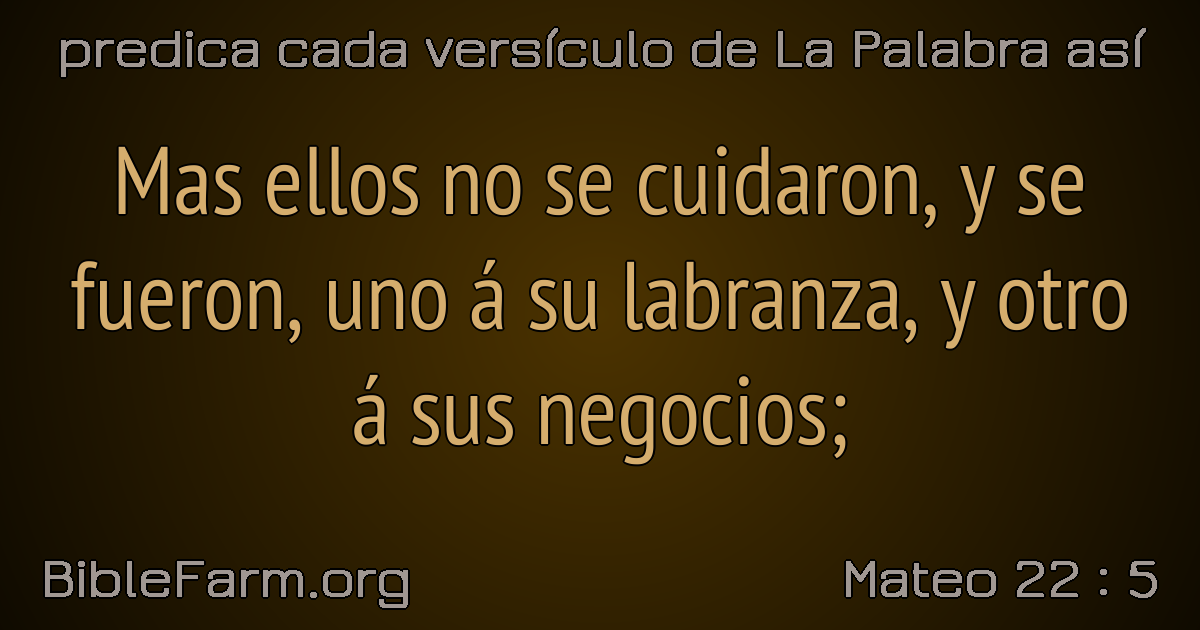 predica cada versículo de La Palabra así
Mas ellos no se cuidaron, y se
fueron, uno á su labranza, y otro
á sus negocios;
BibleFarm.org
Mateo 22 : 5